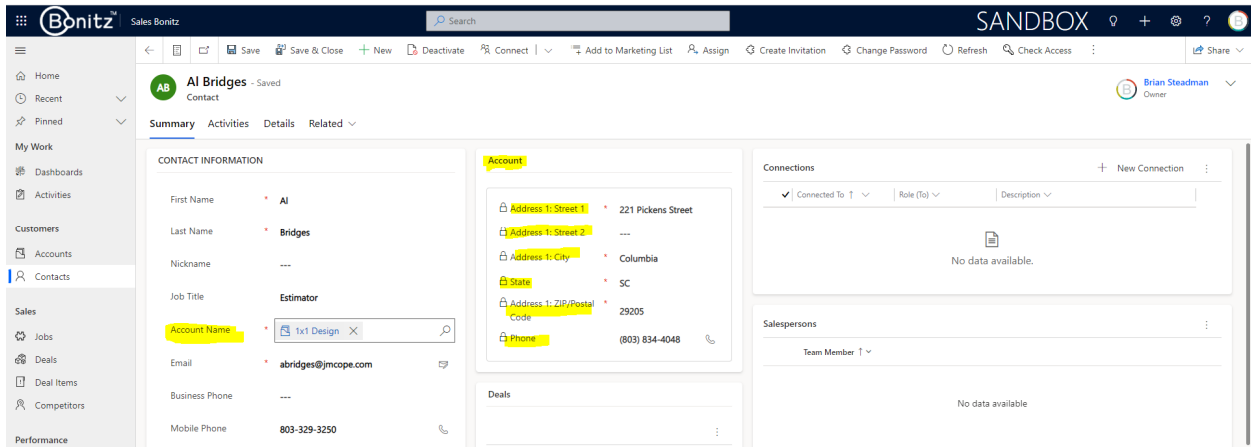 Bonitz™ Sales Bonitz Search SANDBOX + ? B
Save Save & Close + New Deactivate Connect Add to Marketing List Assign Create Invitation Change Password Refresh Check Access Share
Home
Recent
Pinned
My Work
Dashboards
Activities
Customers
Accounts
Contacts
Sales
Jobs
Deals
Deal Items
Competitors
Performance
AB
Al Bridges - Saved
Contact
B
Brian Steadman
Owner
Summary Activities Details Related
CONTACT INFORMATION
First Name * Al
Last Name * Bridges
Nickname ---
Job Title Estimator
Account Name * 1x1 Design
Email * abridges@jmcope.com
Business Phone ---
Mobile Phone 803-329-3250
Account
Address 1: Street 1 * 221 Pickens Street
Address 1: Street 2 ---
Address 1: City * Columbia
State * SC
Address 1: ZIP/Postal * 29205
Code
Phone (803) 834-4048
Deals
Connections + New Connection
Connected To ↑ Role (To) Description
No data available.
Salespersons
Team Member ↑
No data available